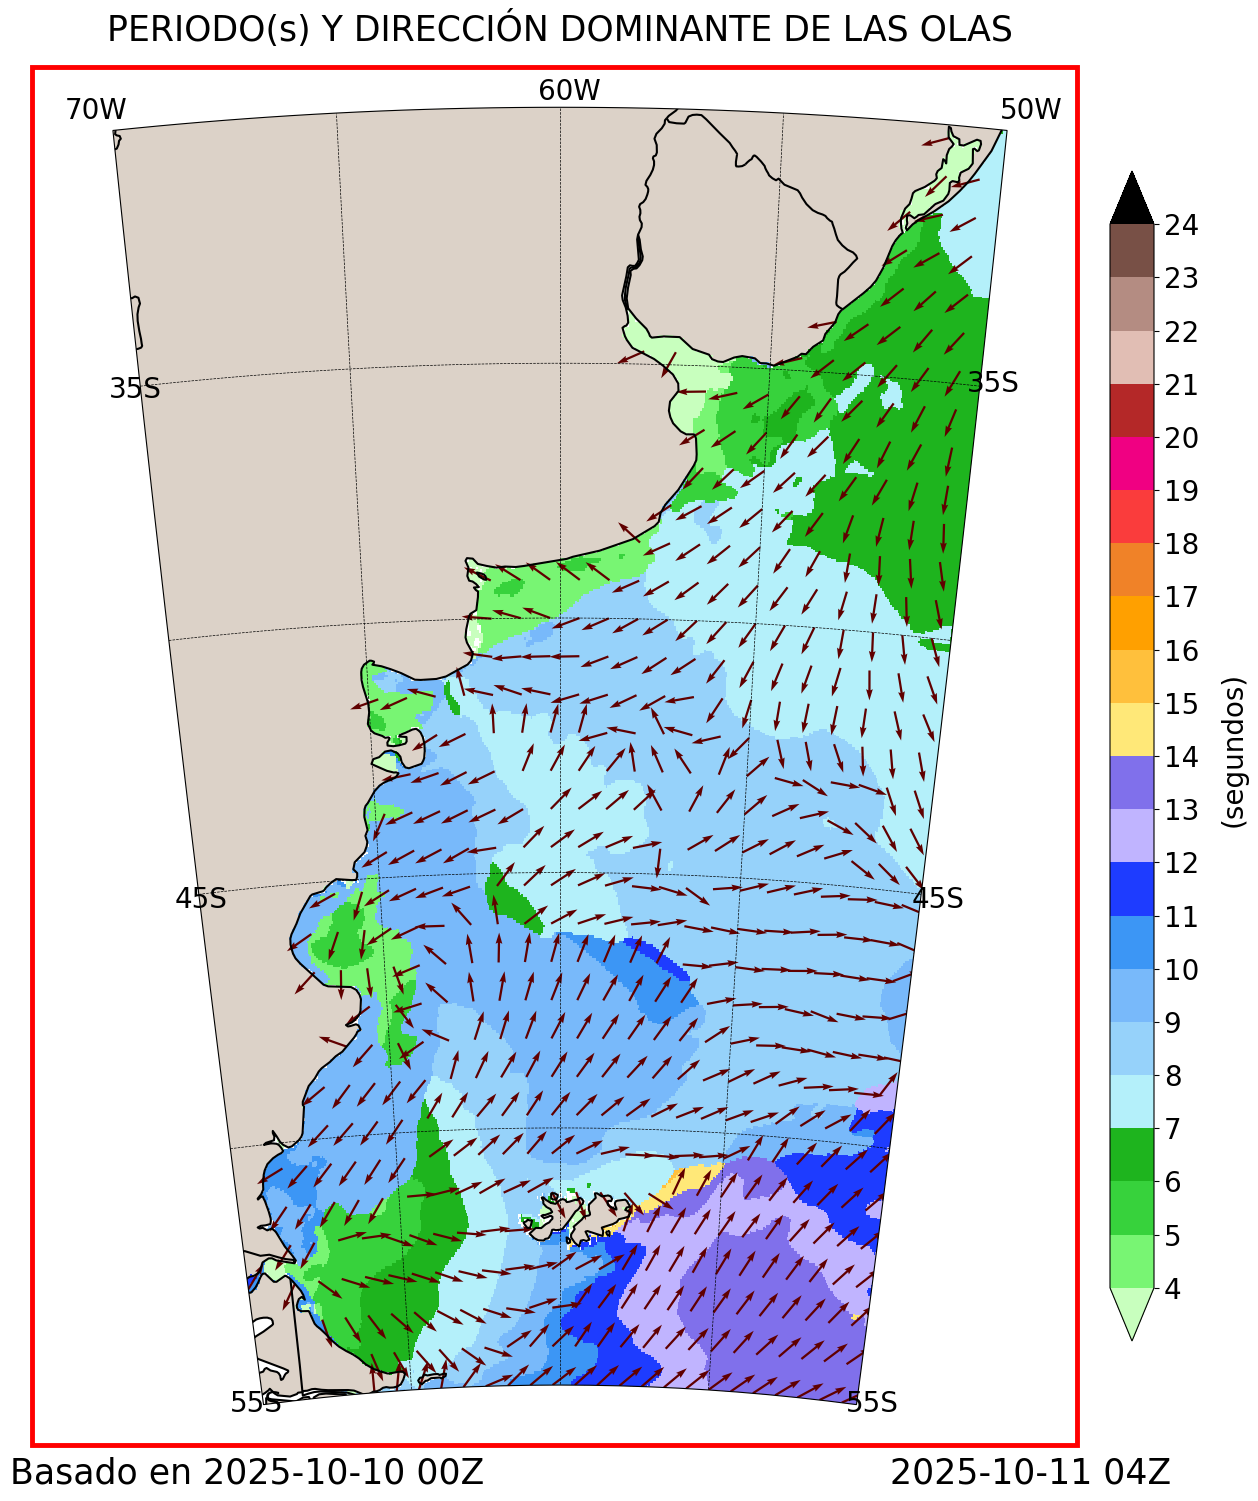 PERIODO(s) Y DIRECCIÓN DOMINANTE DE LAS OLAS
70W
60W
50W
35S
35S
45S
45S
55S
55S
24
23
22
21
20
19
18
17
16
15
14
13
12
11
10
9
8
7
6
5
4
(segundos)
Basado en 2025-10-10 00Z
2025-10-11 04Z